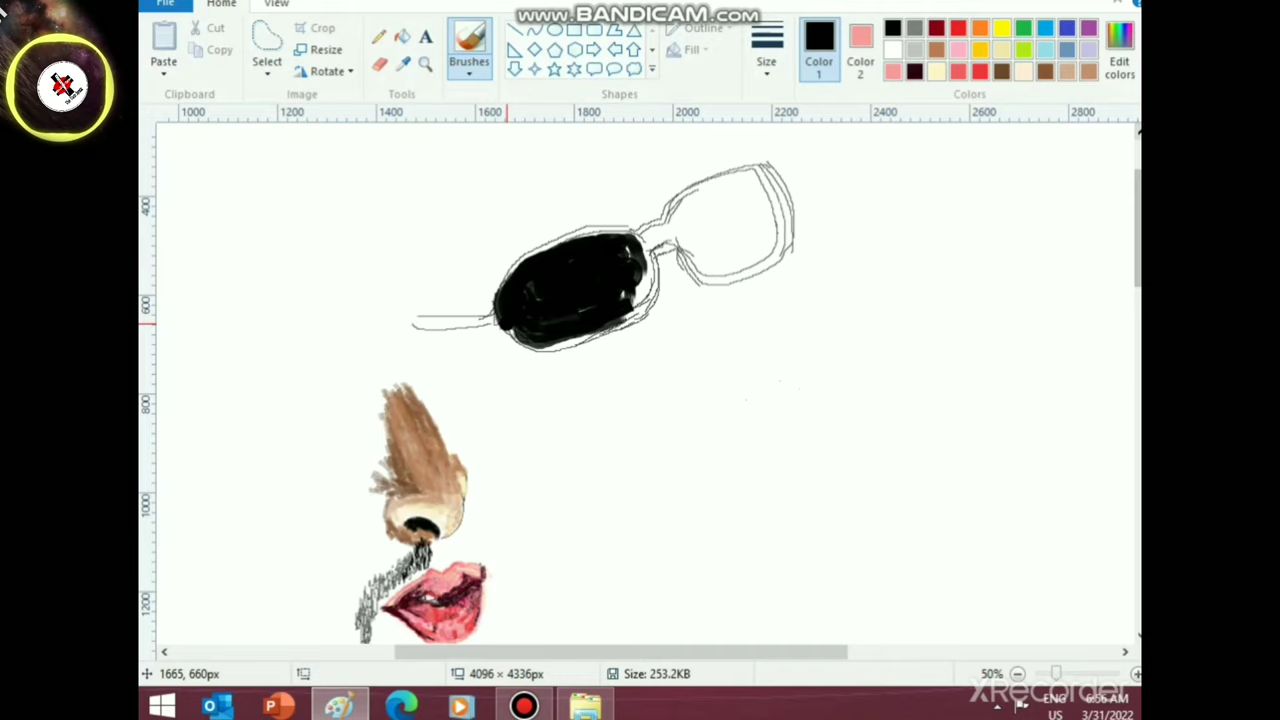 www.BANDICAM.com
File
Home
View
Paste
Cut
Copy
Clipboard
Select
Crop
Resize
Rotate
Image
A
Tools
Brushes
Outline
Fill
Shapes
Size
Color 1
Color 2
Edit colors
Colors
1000 1200 1400 1600 1800 2000 2200 2400 2600 2800
400
600
800
1000
1200
1665, 660px
4096 × 4336px
Size: 253.2KB
50%
XRecorder
ENG
US
6:56 AM
3/31/2022